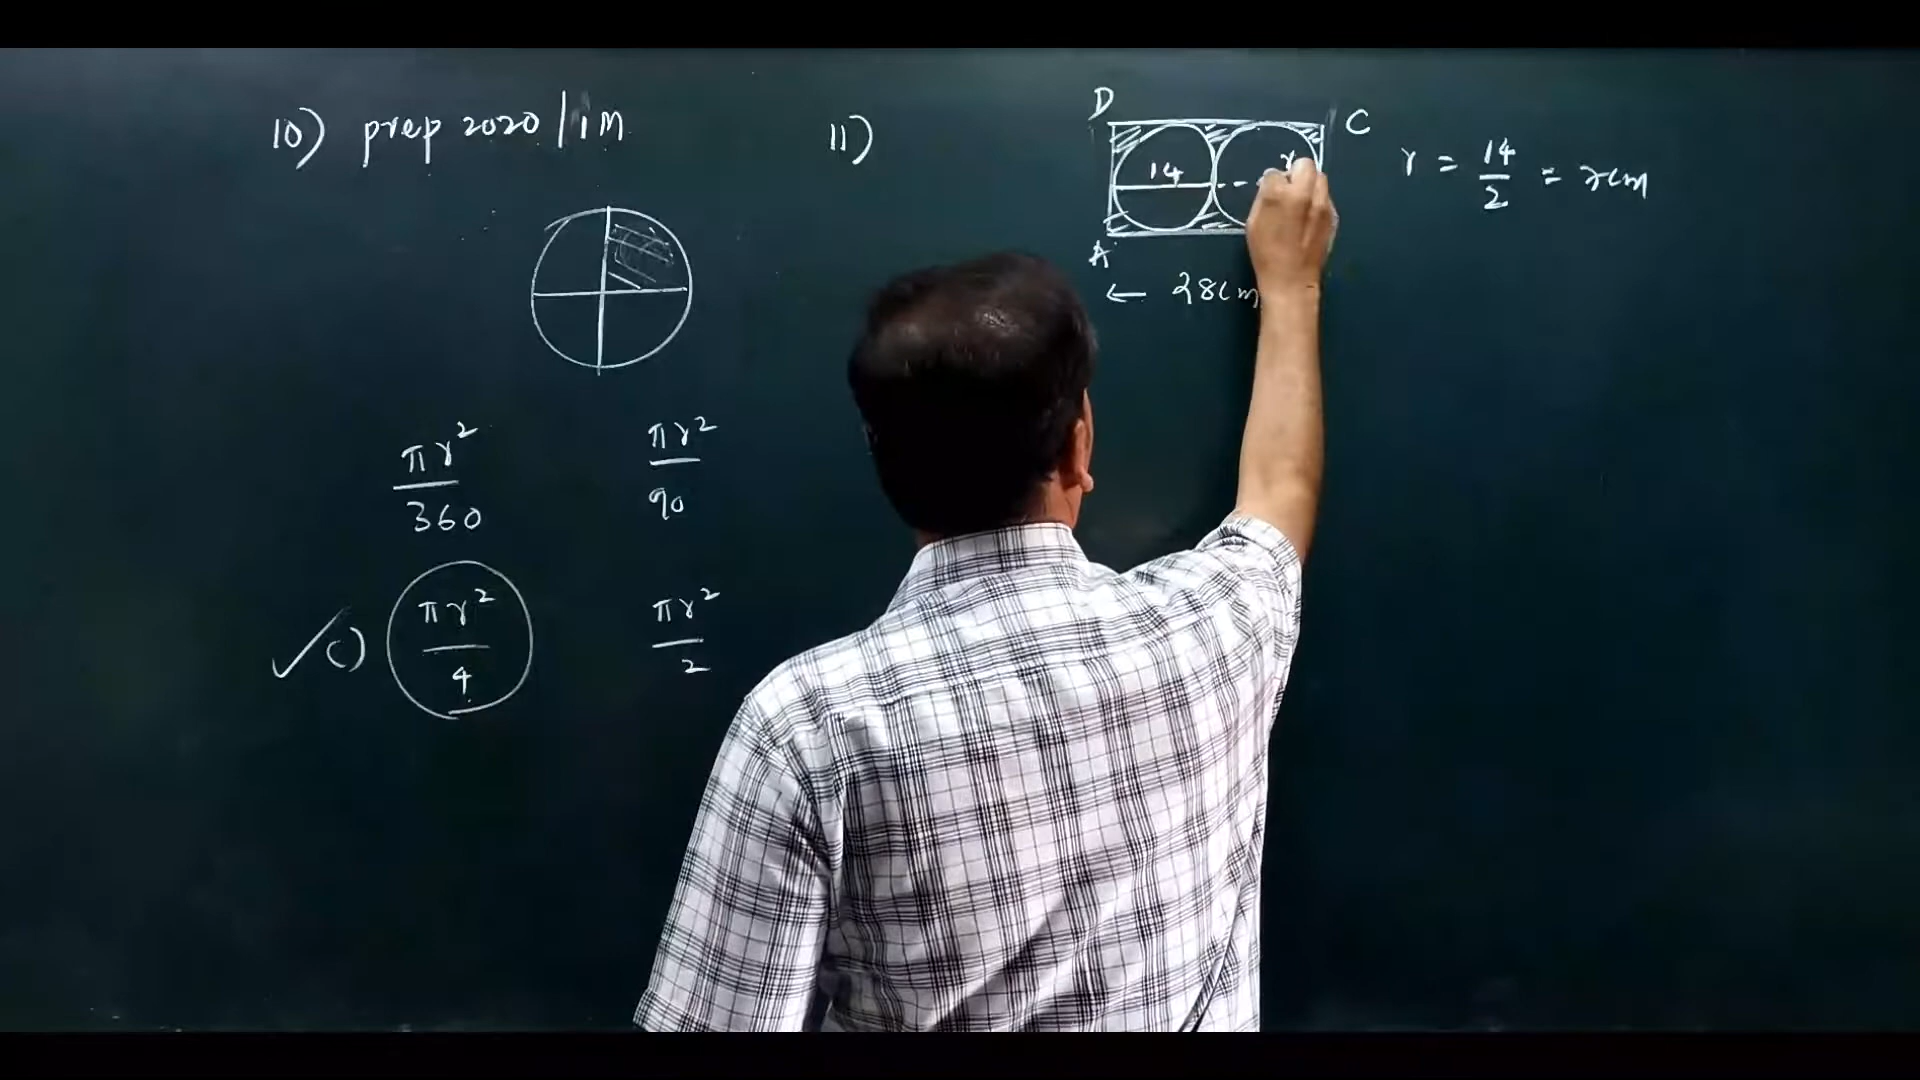 10) prep 2020 / 1M
πr²/360
πr²/90
✓ c) πr²/4
πr²/2
11)
D
C
14
r
A
← 28cm
r = 14/2 = 7cm